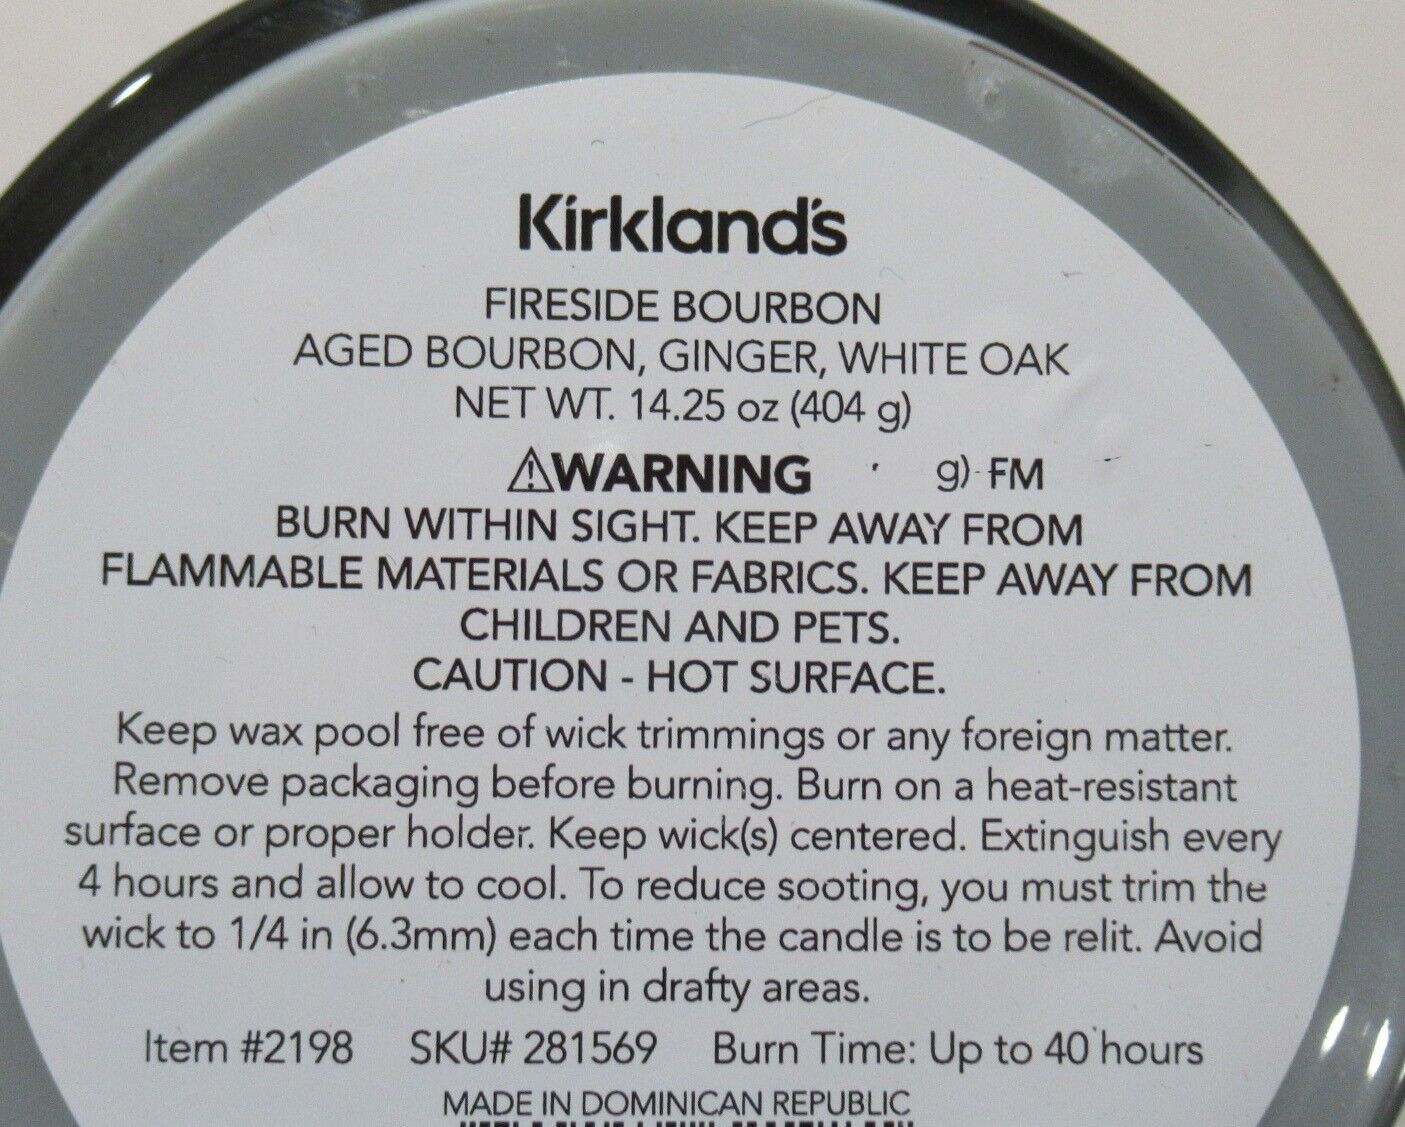 Kirkland's
FIRESIDE BOURBON
AGED BOURBON, GINGER, WHITE OAK
NET WT. 14.25 oz (404 g)
⚠WARNING g) FM
BURN WITHIN SIGHT. KEEP AWAY FROM
FLAMMABLE MATERIALS OR FABRICS. KEEP AWAY FROM
CHILDREN AND PETS.
CAUTION - HOT SURFACE.
Keep wax pool free of wick trimmings or any foreign matter.
Remove packaging before burning. Burn on a heat-resistant
surface or proper holder. Keep wick(s) centered. Extinguish every
4 hours and allow to cool. To reduce sooting, you must trim the
wick to 1/4 in (6.3mm) each time the candle is to be relit. Avoid
using in drafty areas.
Item #2198 SKU# 281569 Burn Time: Up to 40 hours
MADE IN DOMINICAN REPUBLIC